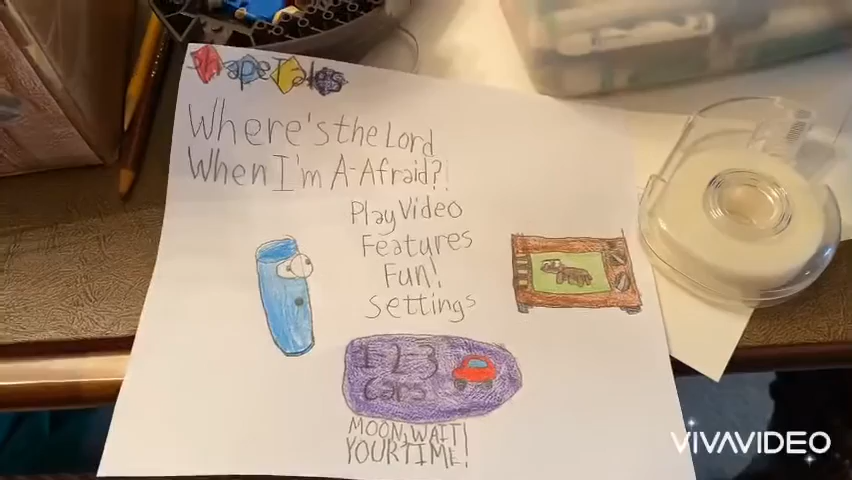 ShapeTales
Where's the Lord
When I'm A-Afraid?!
Play Video
Features
Fun!
Settings
1-2-3
Cars
MOON, WAIT
YOUR TIME!
VIVAVIDEO